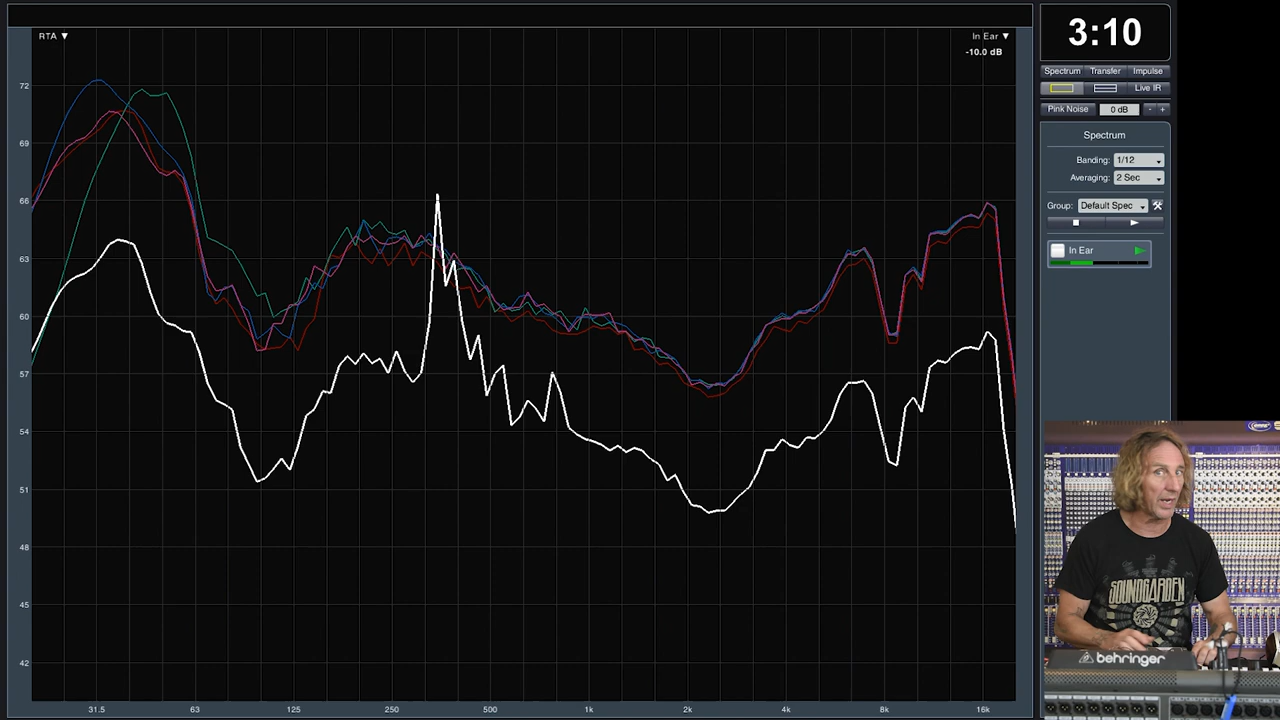 RTA ▼
In Ear ▼
-10.0 dB
72
69
66
63
60
57
54
51
48
45
42
31.5 63 125 250 500 1k 2k 4k 8k 16k
3:10
Spectrum Transfer Impulse
Live IR
Pink Noise 0 dB - +
Spectrum
Banding: 1/12
Averaging: 2 Sec
Group: Default Spec
In Ear
SOUNDGARDEN
behringer